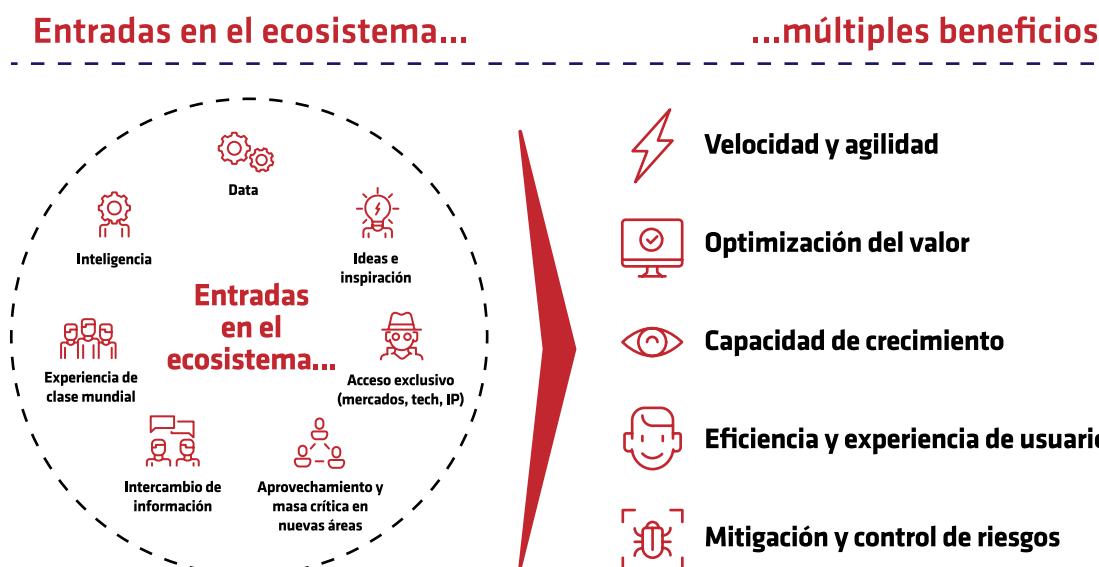 Entradas en el ecosistema...
...múltiples beneficios
Data
Inteligencia
Ideas e
inspiración
Entradas
en el
ecosistema...
Experiencia de
clase mundial
Acceso exclusivo
(mercados, tech, IP)
Intercambio de
información
Aprovechamiento y
masa crítica en
nuevas áreas
Velocidad y agilidad
Optimización del valor
Capacidad de crecimiento
Eficiencia y experiencia de usuario
Mitigación y control de riesgos